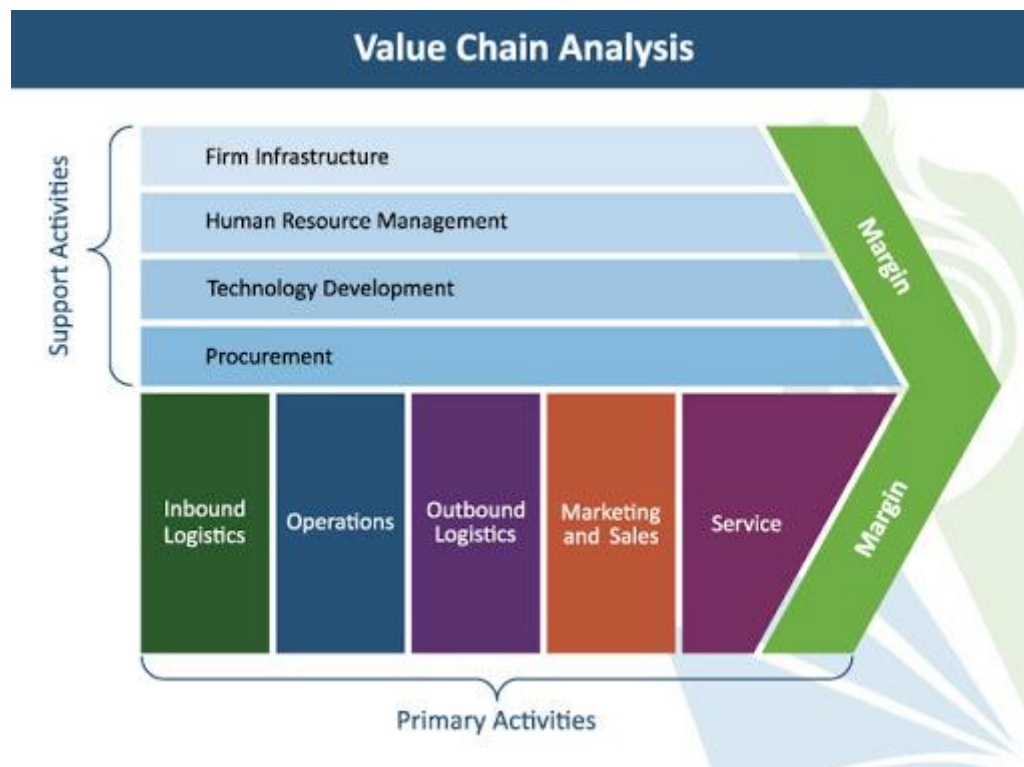 Value Chain Analysis
Support Activities
Firm Infrastructure
Human Resource Management
Technology Development
Procurement
Margin
Inbound
Logistics
Operations
Outbound
Logistics
Marketing
and Sales
Service
Margin
Primary Activities